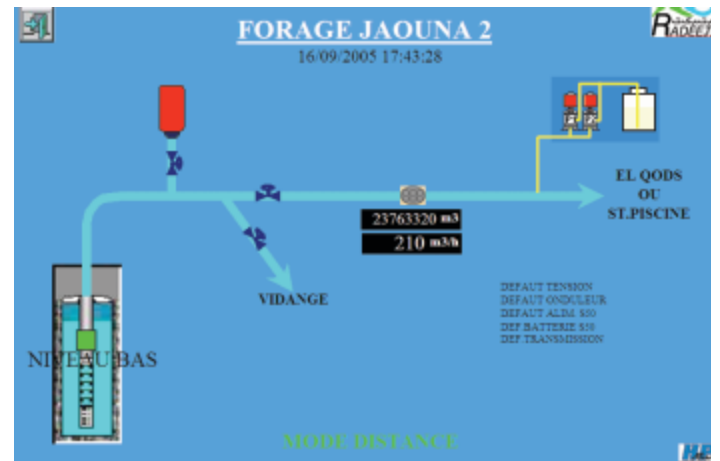 FORAGE JAOUNA 2
16/09/2005 17:43:28
RADEEJ
EL QODS
OU
ST.PISCINE
23763320 m3
210 m3/h
VIDANGE
DEFAUT TENSION
DEFAUT ONDULEUR
DEFAUT ALIM. S50
DEF.BATTERIE S50
DEF.TRANSMISSION
NIVEAU BAS
MODE DISTANCE